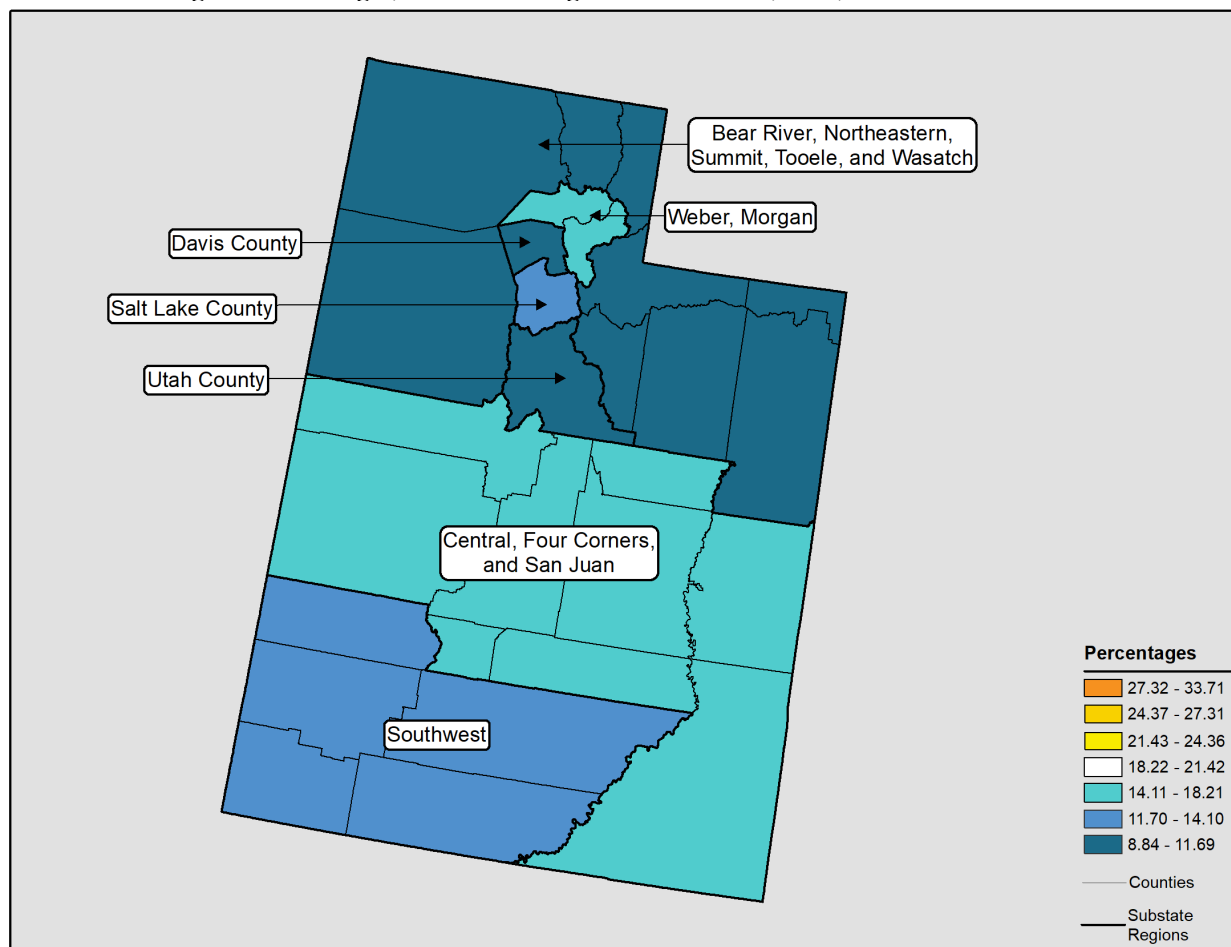 Bear River, Northeastern,
Summit, Tooele, and Wasatch
Weber, Morgan
Davis County
Salt Lake County
Utah County
Central, Four Corners,
and San Juan
Southwest
Percentages
27.32 - 33.71
24.37 - 27.31
21.43 - 24.36
18.22 - 21.42
14.11 - 18.21
11.70 - 14.10
8.84 - 11.69
Counties
Substate
Regions